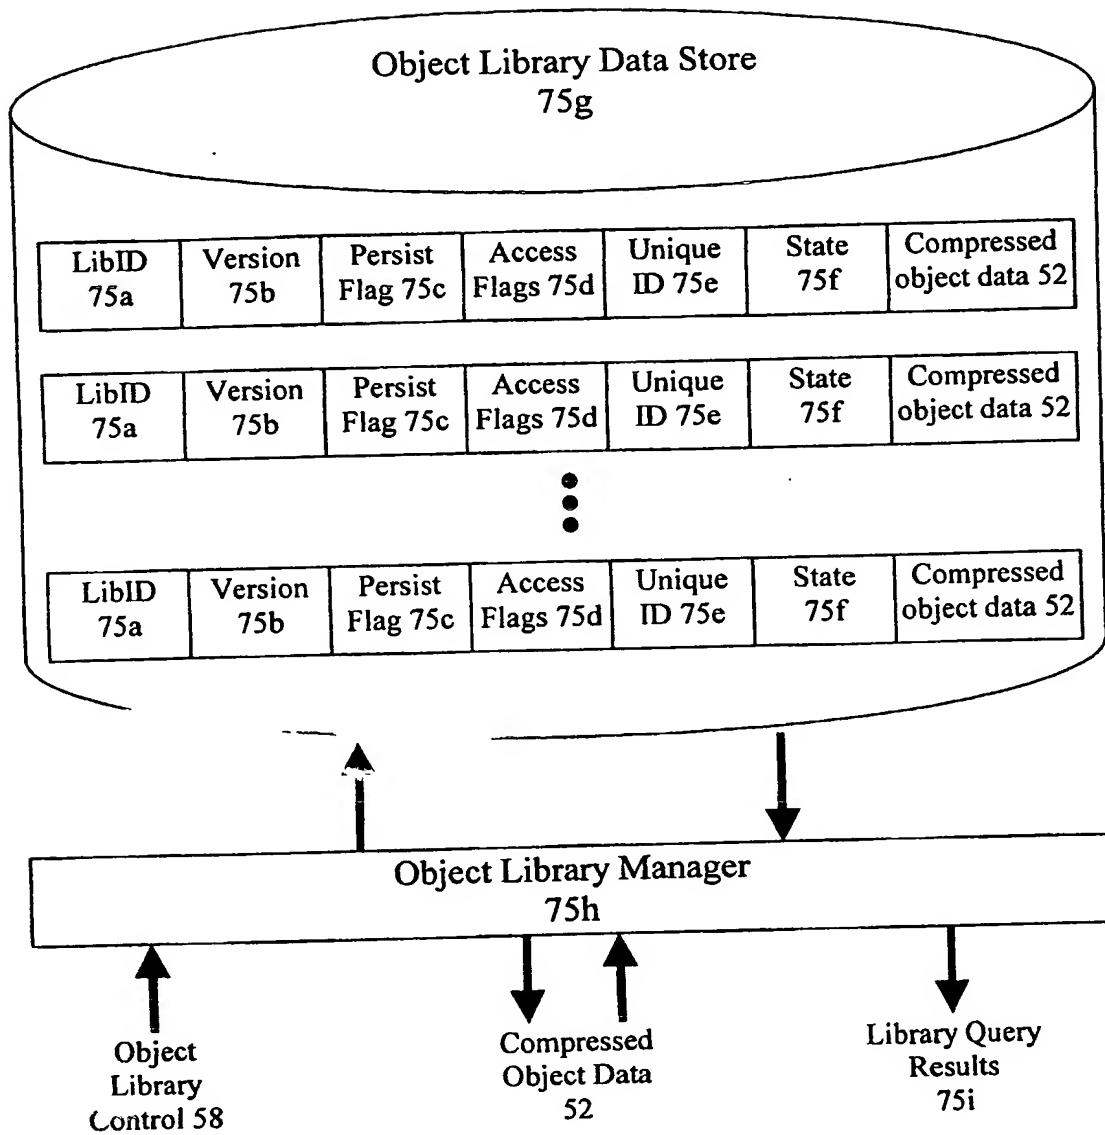 Object Library Data Store
75g
LibID
75a
Version
75b
Persist
Flag 75c
Access
Flags 75d
Unique
ID 75e
State
75f
Compressed
object data 52
LibID
75a
Version
75b
Persist
Flag 75c
Access
Flags 75d
Unique
ID 75e
State
75f
Compressed
object data 52
LibID
75a
Version
75b
Persist
Flag 75c
Access
Flags 75d
Unique
ID 75e
State
75f
Compressed
object data 52
Object Library Manager
75h
Object
Library
Control 58
Compressed
Object Data
52
Library Query
Results
75i